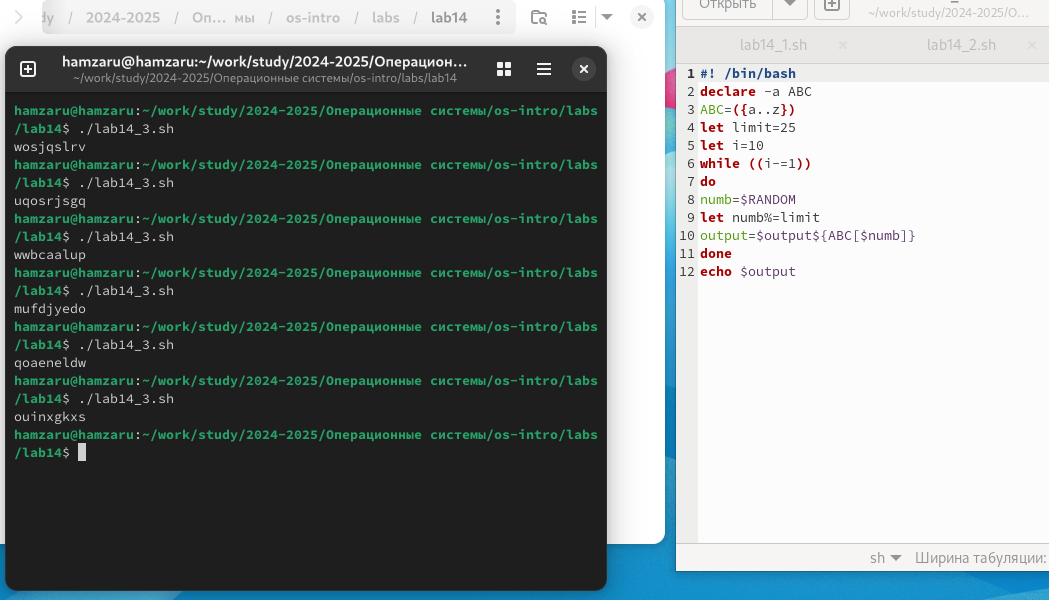 2024-2025 / Оп… мы / os-intro / labs / lab14
hamzaru@hamzaru:~/work/study/2024-2025/Операцион...
~/work/study/2024-2025/Операционные системы/os-intro/labs/lab14
hamzaru@hamzaru:~/work/study/2024-2025/Операционные системы/os-intro/labs
/lab14$ ./lab14_3.sh
wosjqslrv
hamzaru@hamzaru:~/work/study/2024-2025/Операционные системы/os-intro/labs
/lab14$ ./lab14_3.sh
uqosrjsgq
hamzaru@hamzaru:~/work/study/2024-2025/Операционные системы/os-intro/labs
/lab14$ ./lab14_3.sh
wwbcaalup
hamzaru@hamzaru:~/work/study/2024-2025/Операционные системы/os-intro/labs
/lab14$ ./lab14_3.sh
mufdjyedo
hamzaru@hamzaru:~/work/study/2024-2025/Операционные системы/os-intro/labs
/lab14$ ./lab14_3.sh
qoaeneldw
hamzaru@hamzaru:~/work/study/2024-2025/Операционные системы/os-intro/labs
/lab14$ ./lab14_3.sh
ouinxgkxs
hamzaru@hamzaru:~/work/study/2024-2025/Операционные системы/os-intro/labs
/lab14$
Открыть
~/work/study/2024-2025/О…
lab14_1.sh
lab14_2.sh
1 #! /bin/bash
2 declare -a ABC
3 ABC=({a..z})
4 let limit=25
5 let i=10
6 while ((i-=1))
7 do
8 numb=$RANDOM
9 let numb%=limit
10 output=$output${ABC[$numb]}
11 done
12 echo $output
sh
Ширина табуляции: